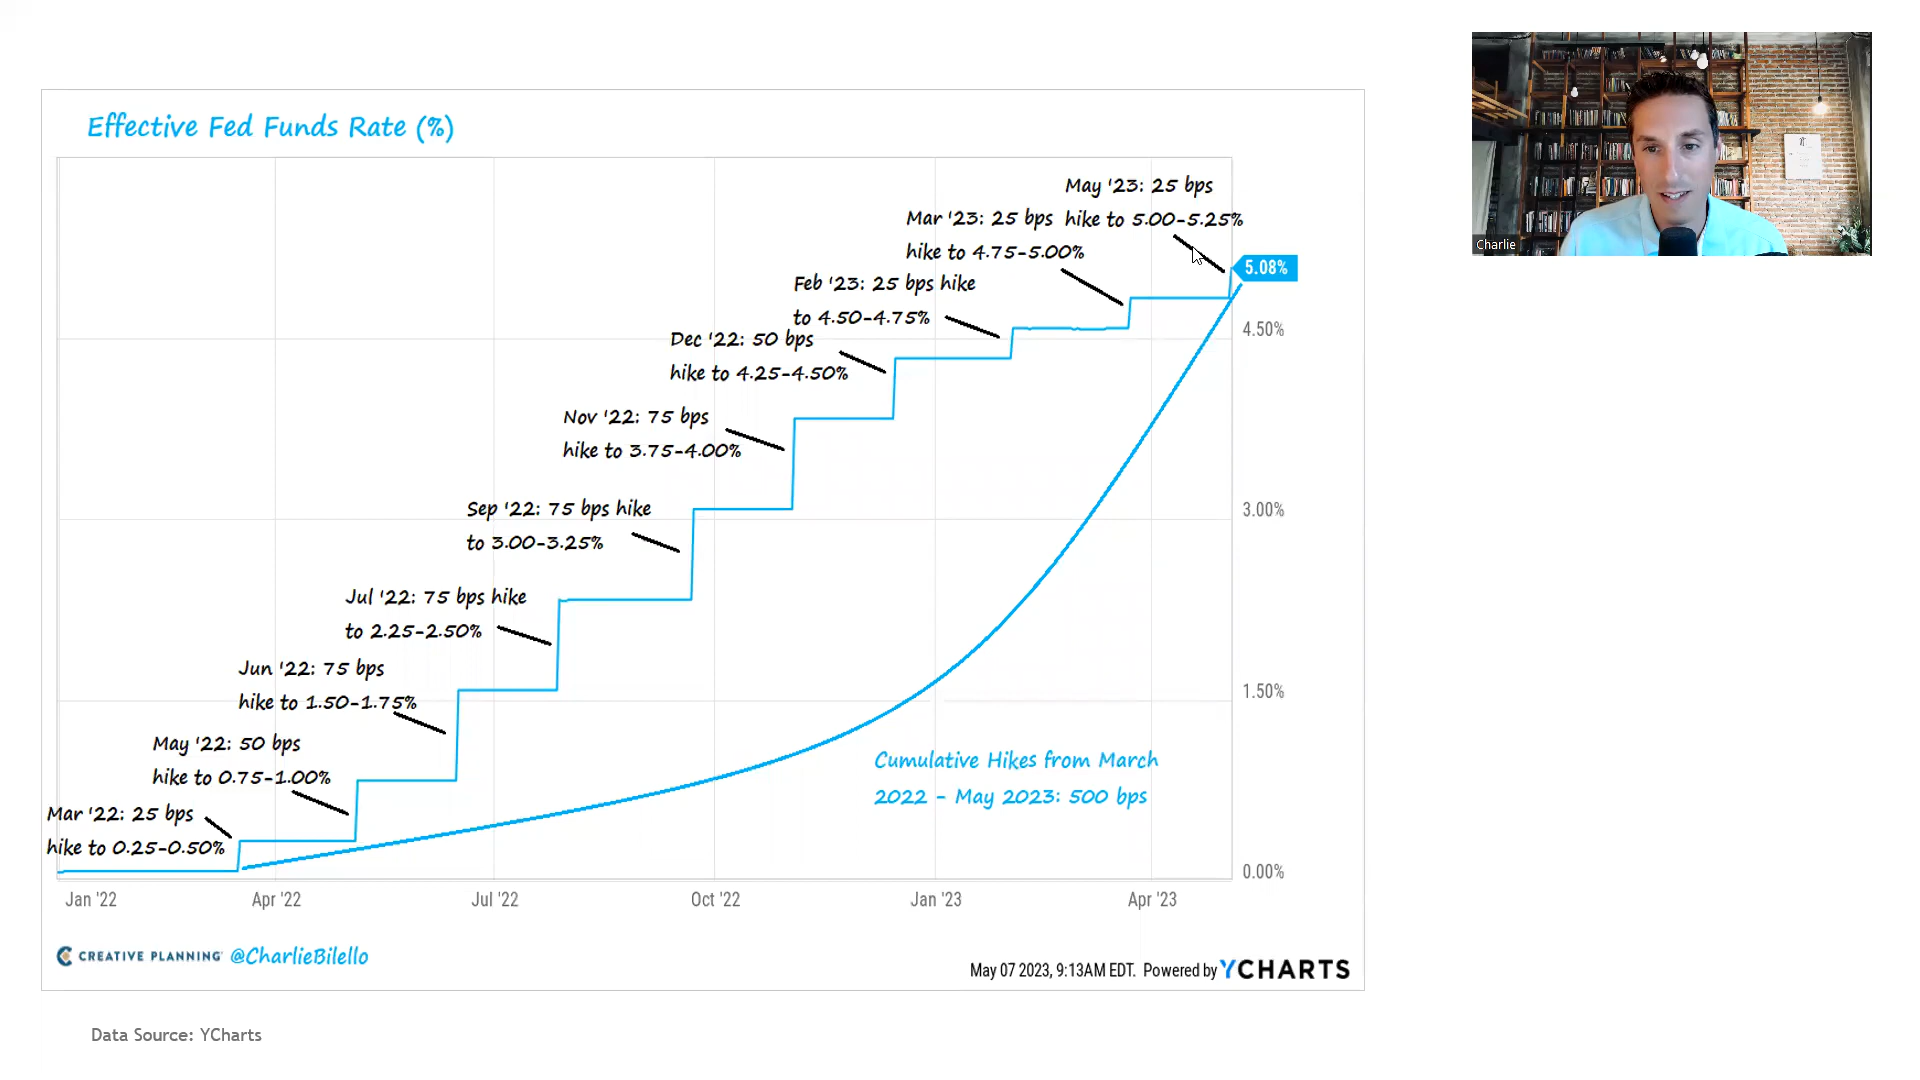 Effective Fed Funds Rate (%)
May '23: 25 bps
hike to 5.00-5.25%
Mar '23: 25 bps
hike to 4.75-5.00%
Feb '23: 25 bps hike
to 4.50-4.75%
Dec '22: 50 bps
hike to 4.25-4.50%
Nov '22: 75 bps
hike to 3.75-4.00%
Sep '22: 75 bps hike
to 3.00-3.25%
Jul '22: 75 bps hike
to 2.25-2.50%
Jun '22: 75 bps
hike to 1.50-1.75%
May '22: 50 bps
hike to 0.75-1.00%
Mar '22: 25 bps
hike to 0.25-0.50%
5.08%
4.50%
3.00%
1.50%
0.00%
Cumulative Hikes from March
2022 - May 2023: 500 bps
Jan '22
Apr '22
Jul '22
Oct '22
Jan '23
Apr '23
CREATIVE PLANNING
@CharlieBilello
May 07 2023, 9:13AM EDT. Powered by YCHARTS
Data Source: YCharts
Charlie